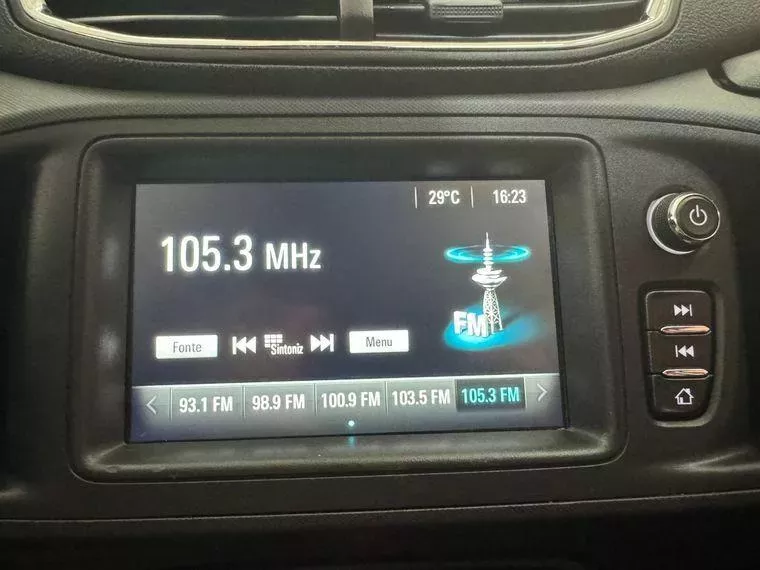 29°C 16:23
105.3 MHz
FM
Fonte Sintoniz Menu
93.1 FM 98.9 FM 100.9 FM 103.5 FM 105.3 FM